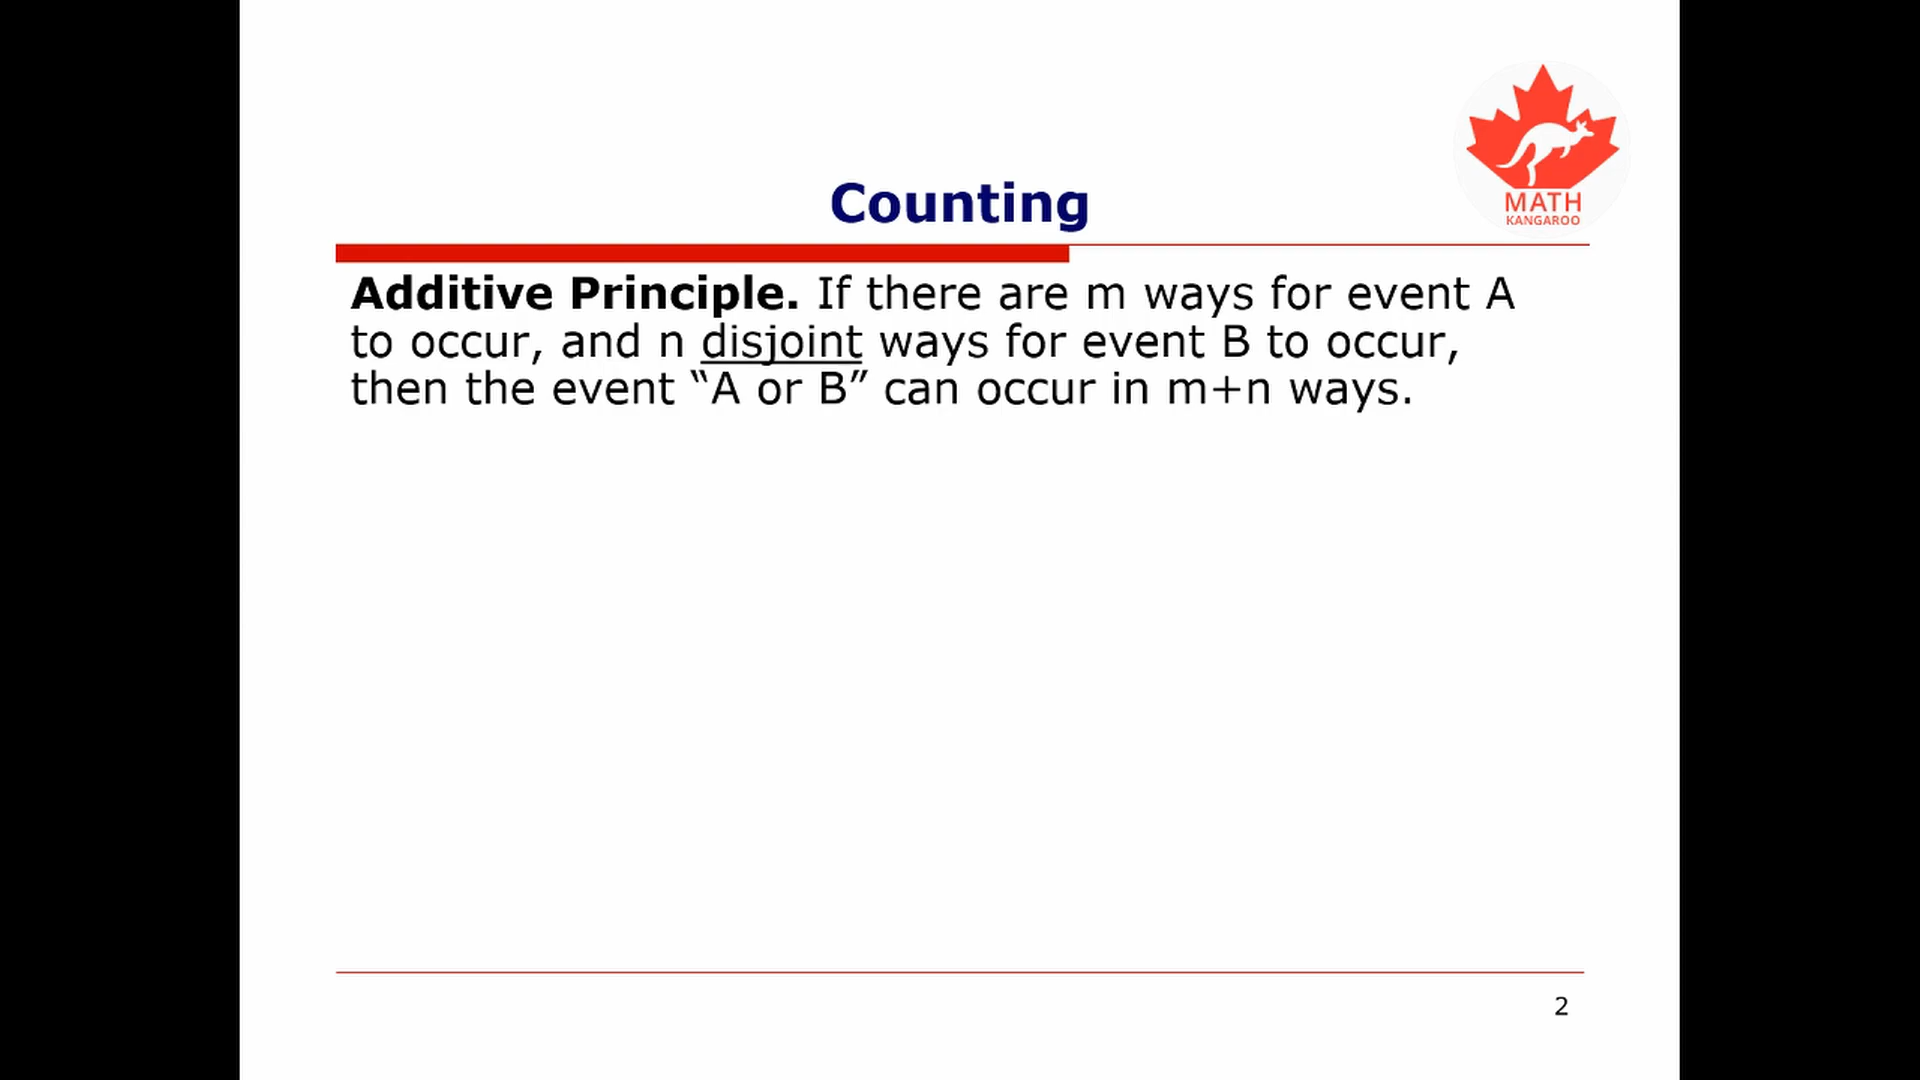 MATH
KANGAROO
Counting
Additive Principle. If there are m ways for event A
to occur, and n disjoint ways for event B to occur,
then the event “A or B” can occur in m+n ways.
2